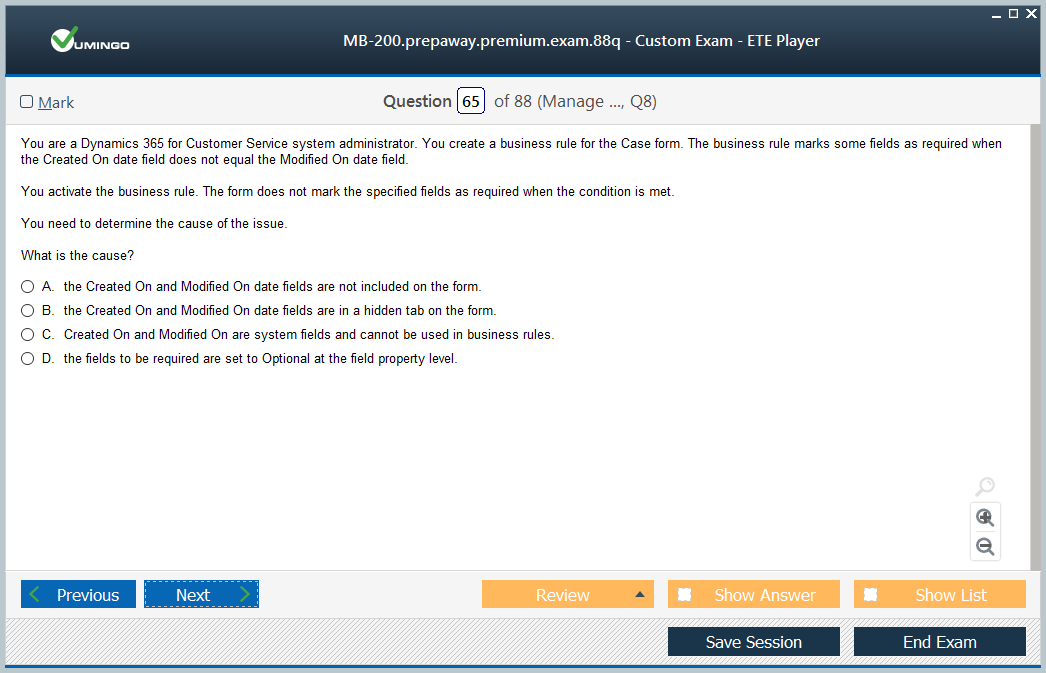 VUMINGO
MB-200.prepaway.premium.exam.88q - Custom Exam - ETE Player
Mark
Question 65 of 88 (Manage ..., Q8)
You are a Dynamics 365 for Customer Service system administrator. You create a business rule for the Case form. The business rule marks some fields as required when
the Created On date field does not equal the Modified On date field.
You activate the business rule. The form does not mark the specified fields as required when the condition is met.
You need to determine the cause of the issue.
What is the cause?
A. the Created On and Modified On date fields are not included on the form.
B. the Created On and Modified On date fields are in a hidden tab on the form.
C. Created On and Modified On are system fields and cannot be used in business rules.
D. the fields to be required are set to Optional at the field property level.
Previous
Next
Review
Show Answer
Show List
Save Session
End Exam